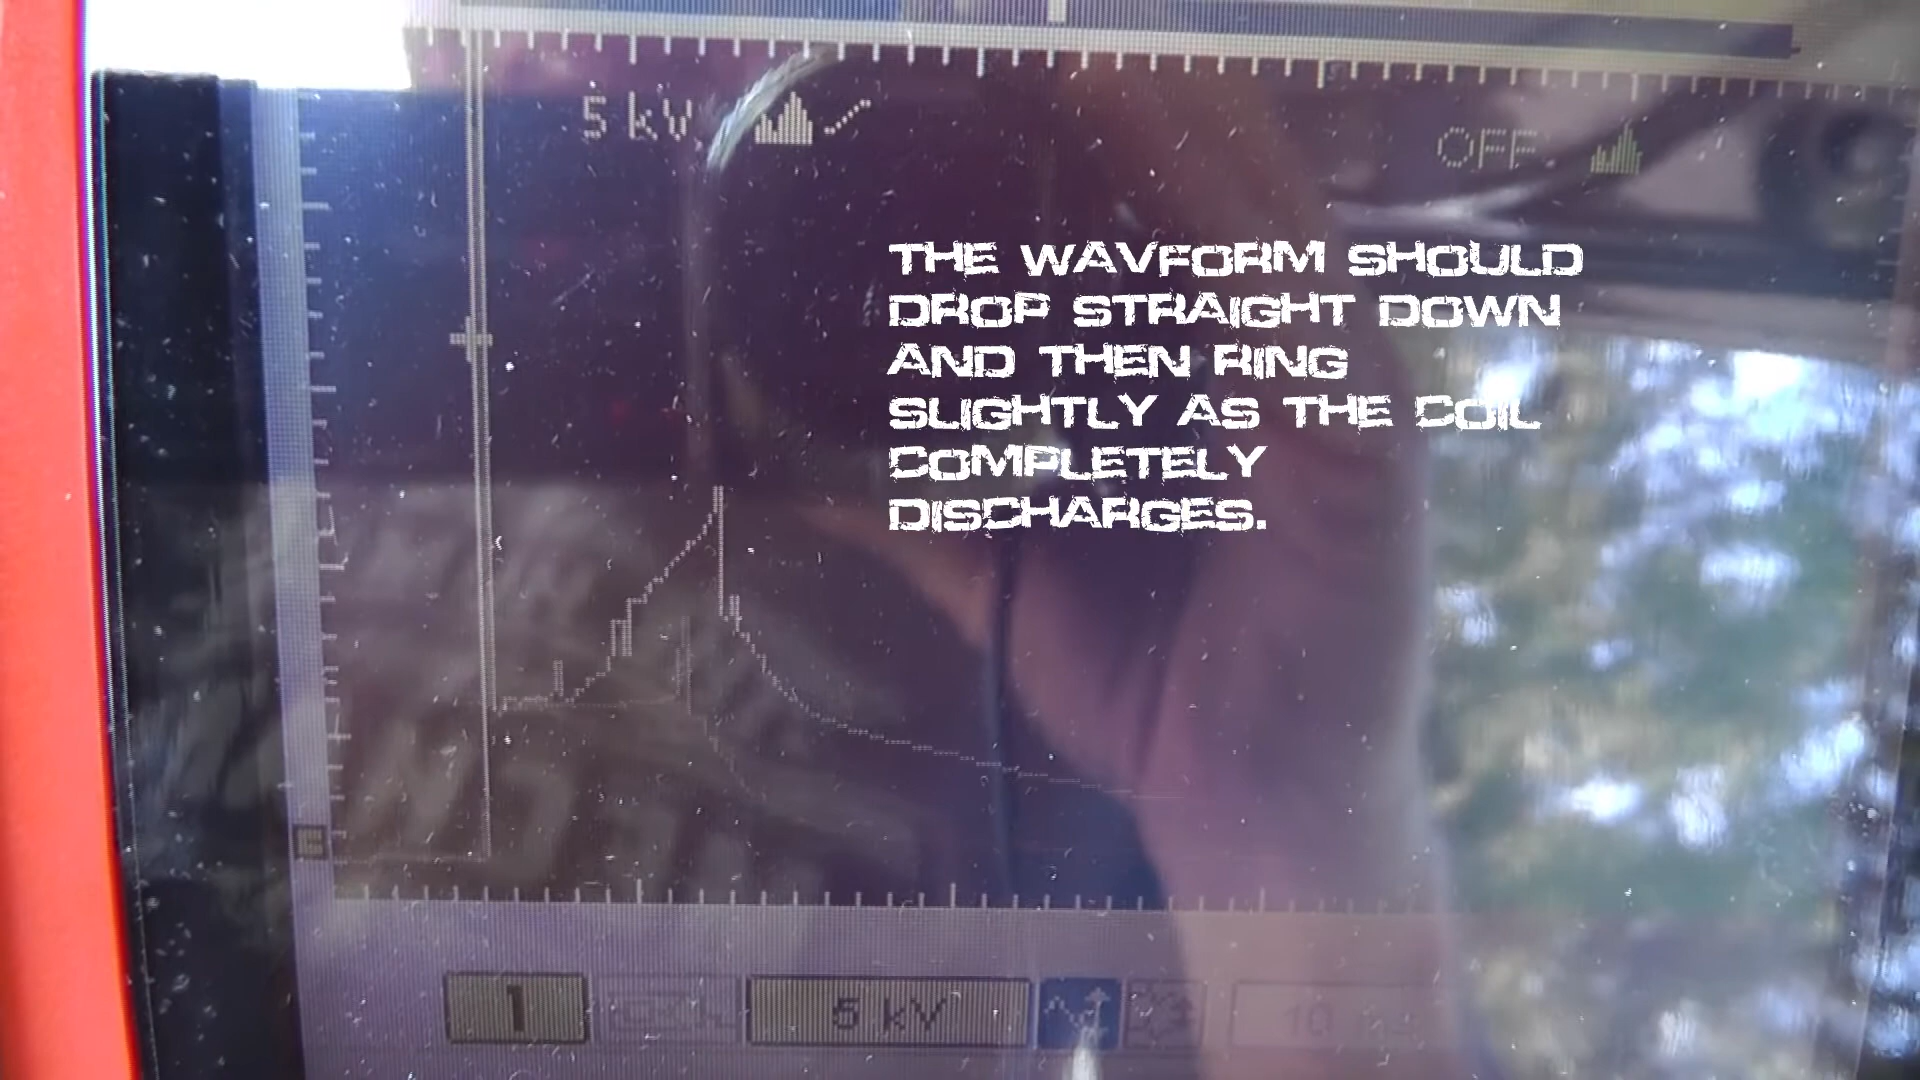 5 kV
OFF
THE WAVFORM SHOULD
DROP STRAIGHT DOWN
AND THEN RING
SLIGHTLY AS THE COIL
COMPLETELY
DISCHARGES.
1
5 kV
10